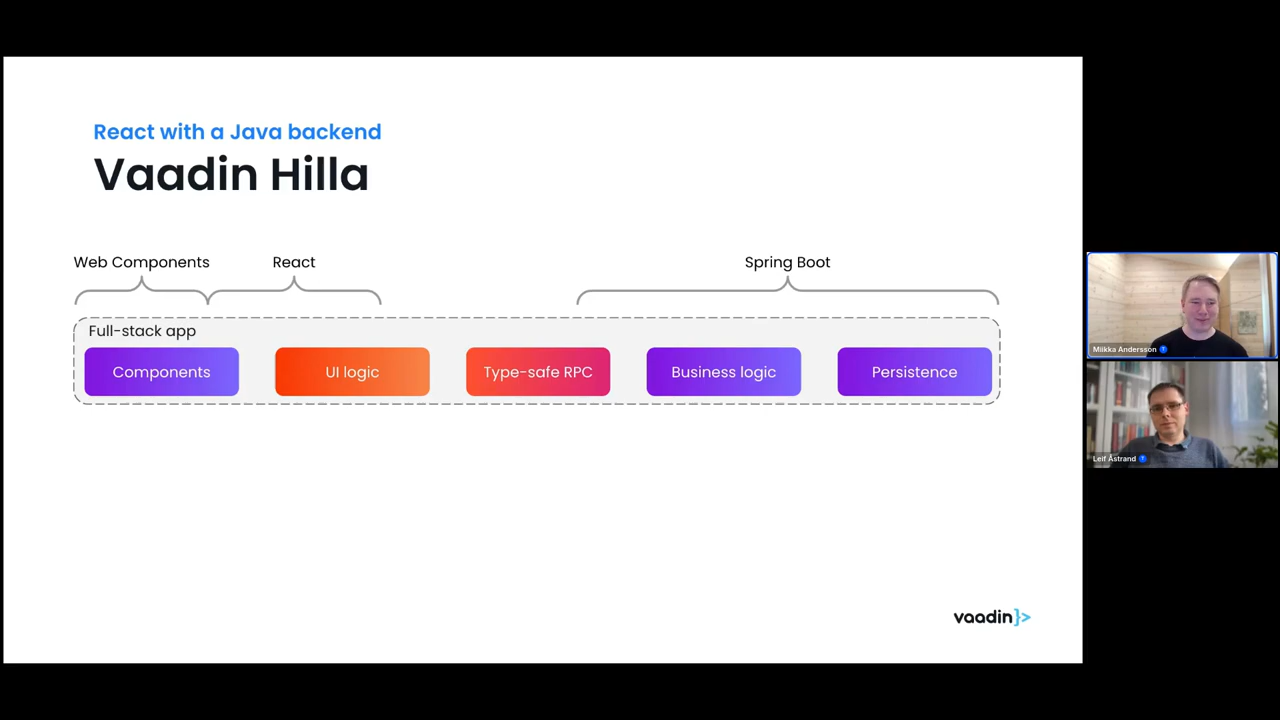 React with a Java backend
Vaadin Hilla
Web Components
React
Spring Boot
Full-stack app
Components
UI logic
Type-safe RPC
Business logic
Persistence
vaadin}>
Miikka Andersson
Leif Åstrand